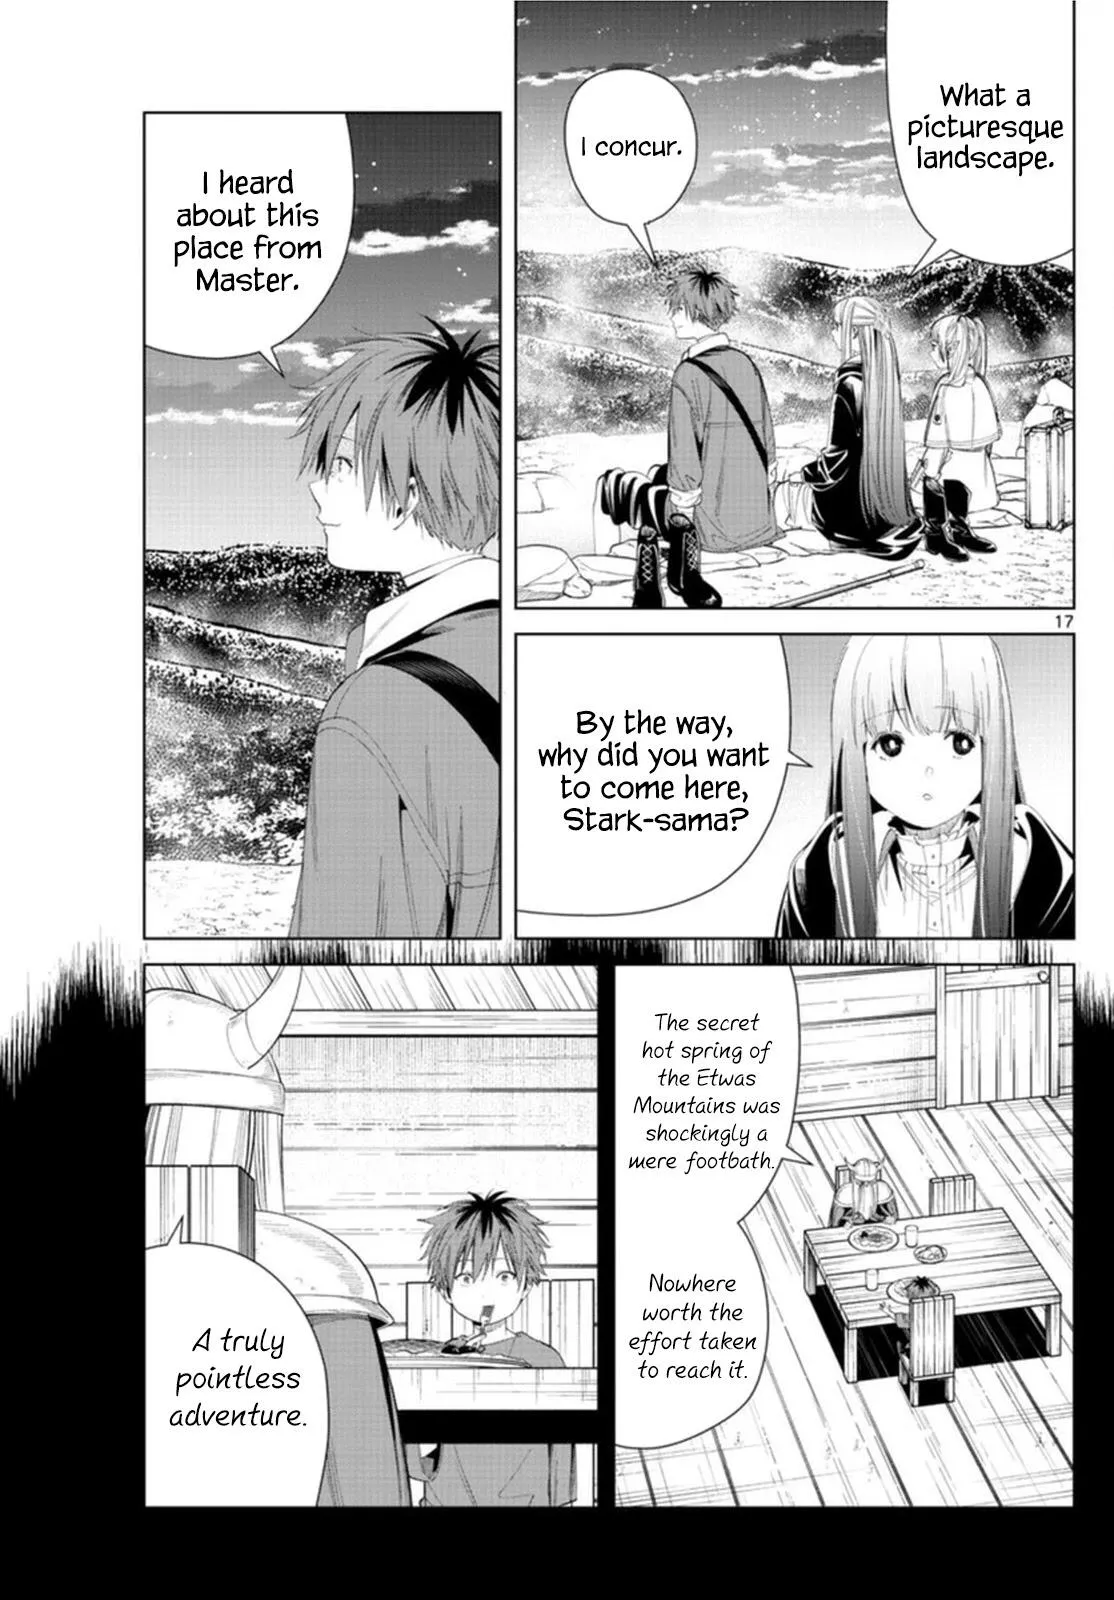 What a
picturesque
landscape.
I concur.
17
By the way,
why did you want
to come here,
Stark-sama?
I heard
about this
place from
Master.
The secret
hot spring of
the Etwas
Mountains was
shockingly a
mere footbath.
Nowhere
worth the
effort taken
to reach it.
A truly
pointless
adventure.